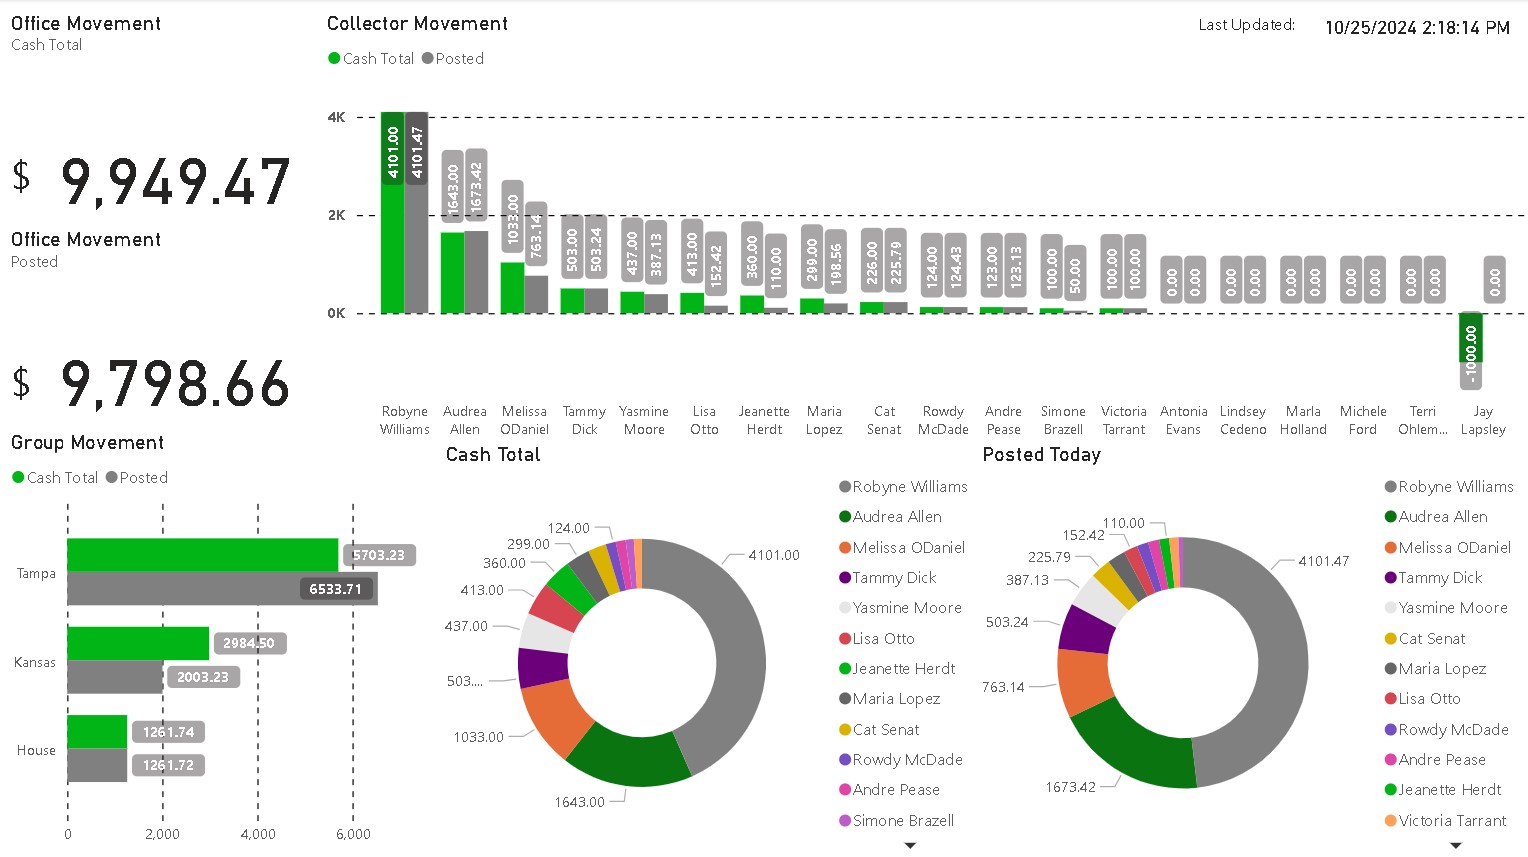 Office Movement
Cash Total
$ 9,949.47
Office Movement
Posted
$ 9,798.66
Collector Movement
Cash Total Posted
Last Updated: 10/25/2024 2:18:14 PM
4K
2K
0K
4101.00 4101.47
1643.00 1673.42
1033.00 763.14
503.00 503.24
437.00 387.13
413.00 152.42
360.00 110.00
299.00 198.56
226.00 225.79
124.00 124.43
123.00 123.13
100.00 50.00
100.00 100.00
0.00 0.00
0.00 0.00
0.00 0.00
0.00 0.00
0.00 0.00
-1000.00 0.00
Robyne Williams
Audrea Allen
Melissa ODaniel
Tammy Dick
Yasmine Moore
Lisa Otto
Jeanette Herdt
Maria Lopez
Cat Senat
Rowdy McDade
Andre Pease
Simone Brazell
Victoria Tarrant
Antonia Evans
Lindsey Cedeno
Marla Holland
Michele Ford
Terri Ohlem...
Jay Lapsley
Group Movement
Cash Total Posted
Tampa
5703.23
6533.71
Kansas
2984.50
2003.23
House
1261.74
1261.72
0 2,000 4,000 6,000
Cash Total
124.00
299.00
360.00
413.00
437.00
503....
1033.00
1643.00
4101.00
Robyne Williams
Audrea Allen
Melissa ODaniel
Tammy Dick
Yasmine Moore
Lisa Otto
Jeanette Herdt
Maria Lopez
Cat Senat
Rowdy McDade
Andre Pease
Simone Brazell
Posted Today
110.00
152.42
225.79
387.13
503.24
763.14
1673.42
4101.47
Robyne Williams
Audrea Allen
Melissa ODaniel
Tammy Dick
Yasmine Moore
Cat Senat
Maria Lopez
Lisa Otto
Rowdy McDade
Andre Pease
Jeanette Herdt
Victoria Tarrant